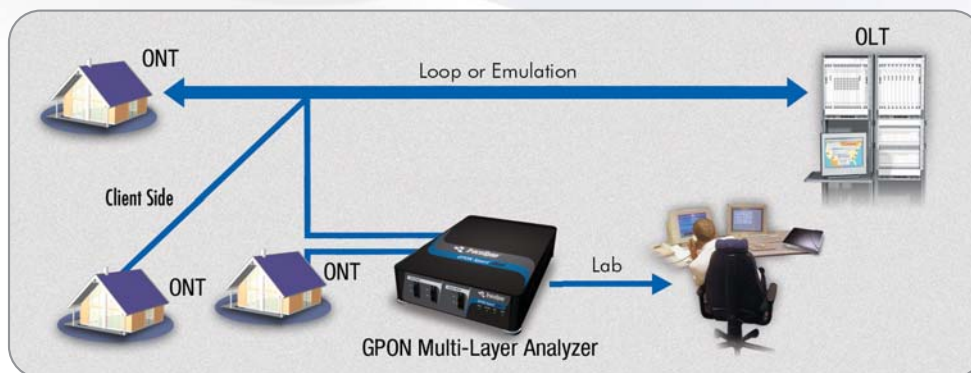 ONT
Loop or Emulation
OLT
Client Side
ONT
ONT
Lab
GPON Multi-Layer Analyzer